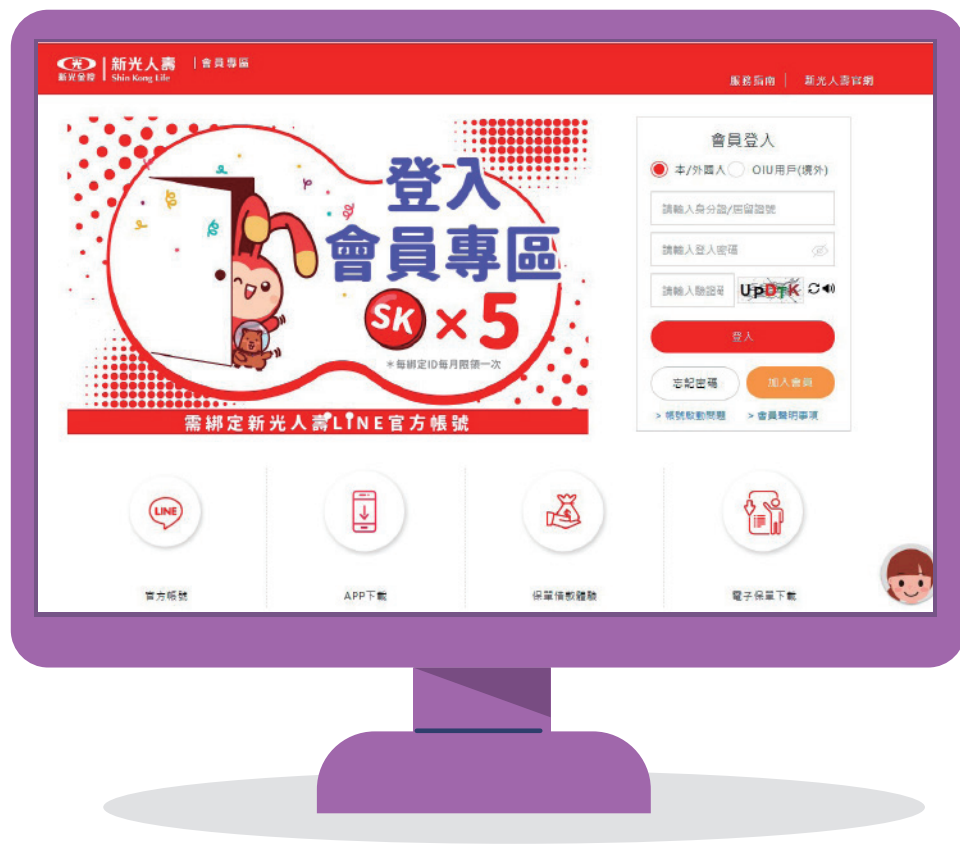 新光金控
新光人壽
Shin Kong Life
會員專區
服務指南
新光人壽官網
登入
會員專區
SK×5
*每綁定ID每月限領一次
需綁定新光人壽LINE官方帳號
會員登入
本/外國人
OIU用戶(境外)
請輸入身分證/居留證號
請輸入登入密碼
請輸入驗證碼
UpDTK
登入
忘記密碼
加入會員
> 帳號啟動問題
> 會員聲明事項
LINE
官方帳號
APP下載
保單借款體驗
電子保單下載